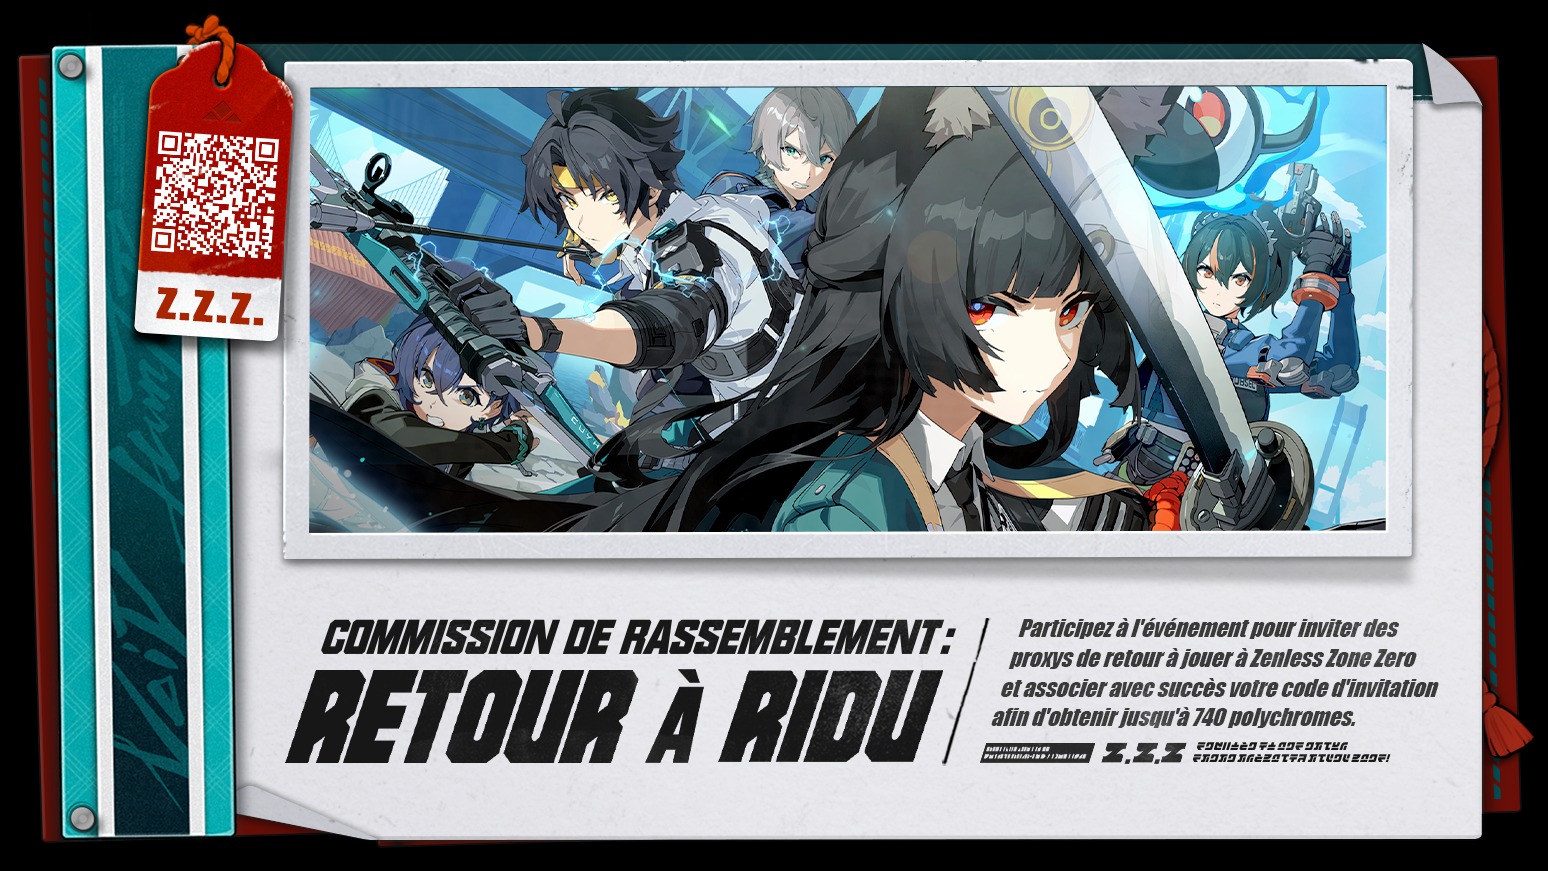 Z.Z.Z.
COMMISSION DE RASSEMBLEMENT :
RETOUR À RIDU
Participez à l'événement pour inviter des
proxys de retour à jouer à Zenless Zone Zero
et associer avec succès votre code d'invitation
afin d'obtenir jusqu'à 740 polychromes.
Z.Z.Z